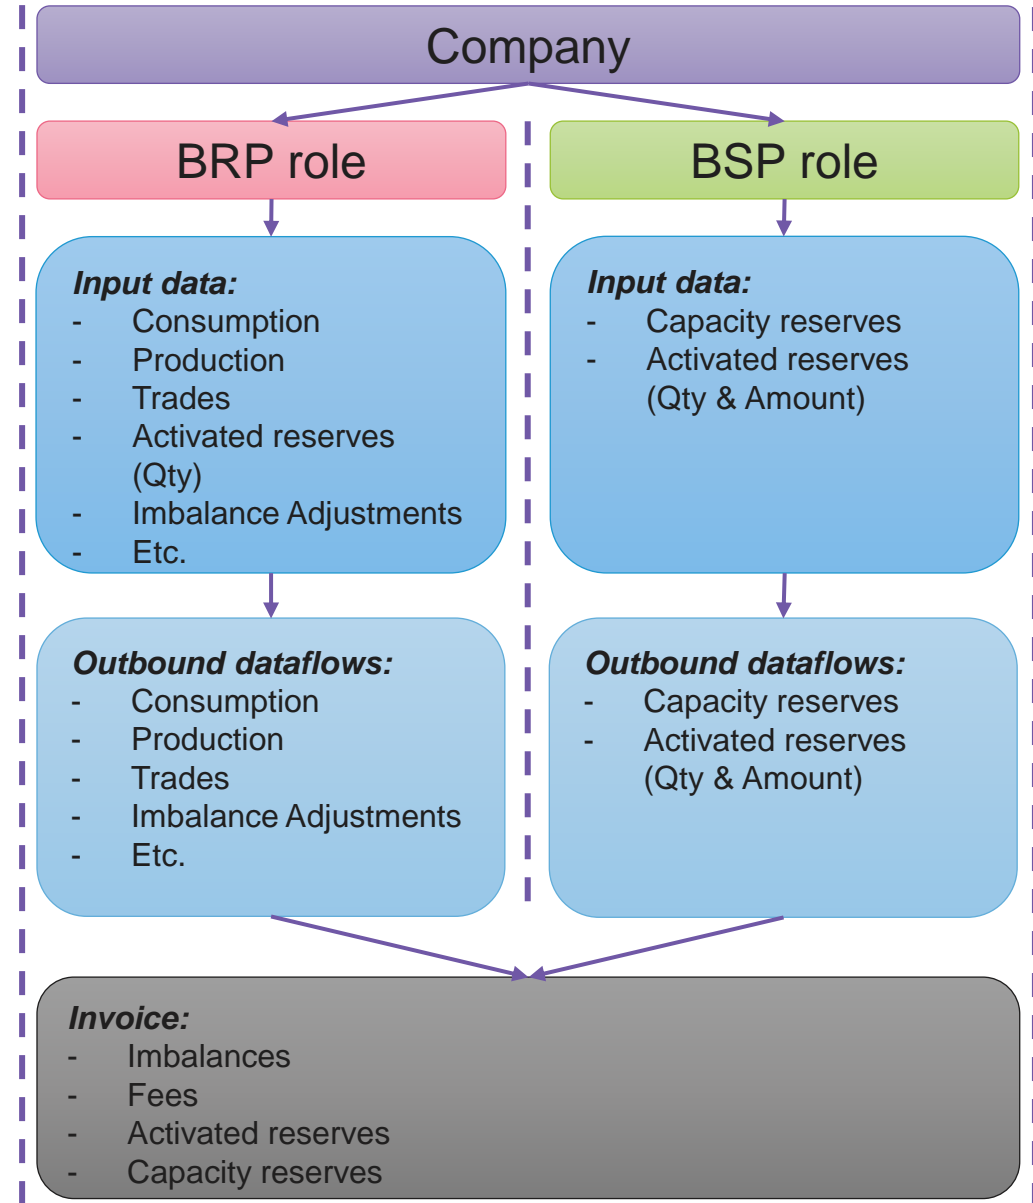 Company
BRP role
Input data:
- Consumption
- Production
- Trades
- Activated reserves
(Qty)
- Imbalance Adjustments
- Etc.
Outbound dataflows:
- Consumption
- Production
- Trades
- Imbalance Adjustments
- Etc.
BSP role
Input data:
- Capacity reserves
- Activated reserves
(Qty & Amount)
Outbound dataflows:
- Capacity reserves
- Activated reserves
(Qty & Amount)
Invoice:
- Imbalances
- Fees
- Activated reserves
- Capacity reserves